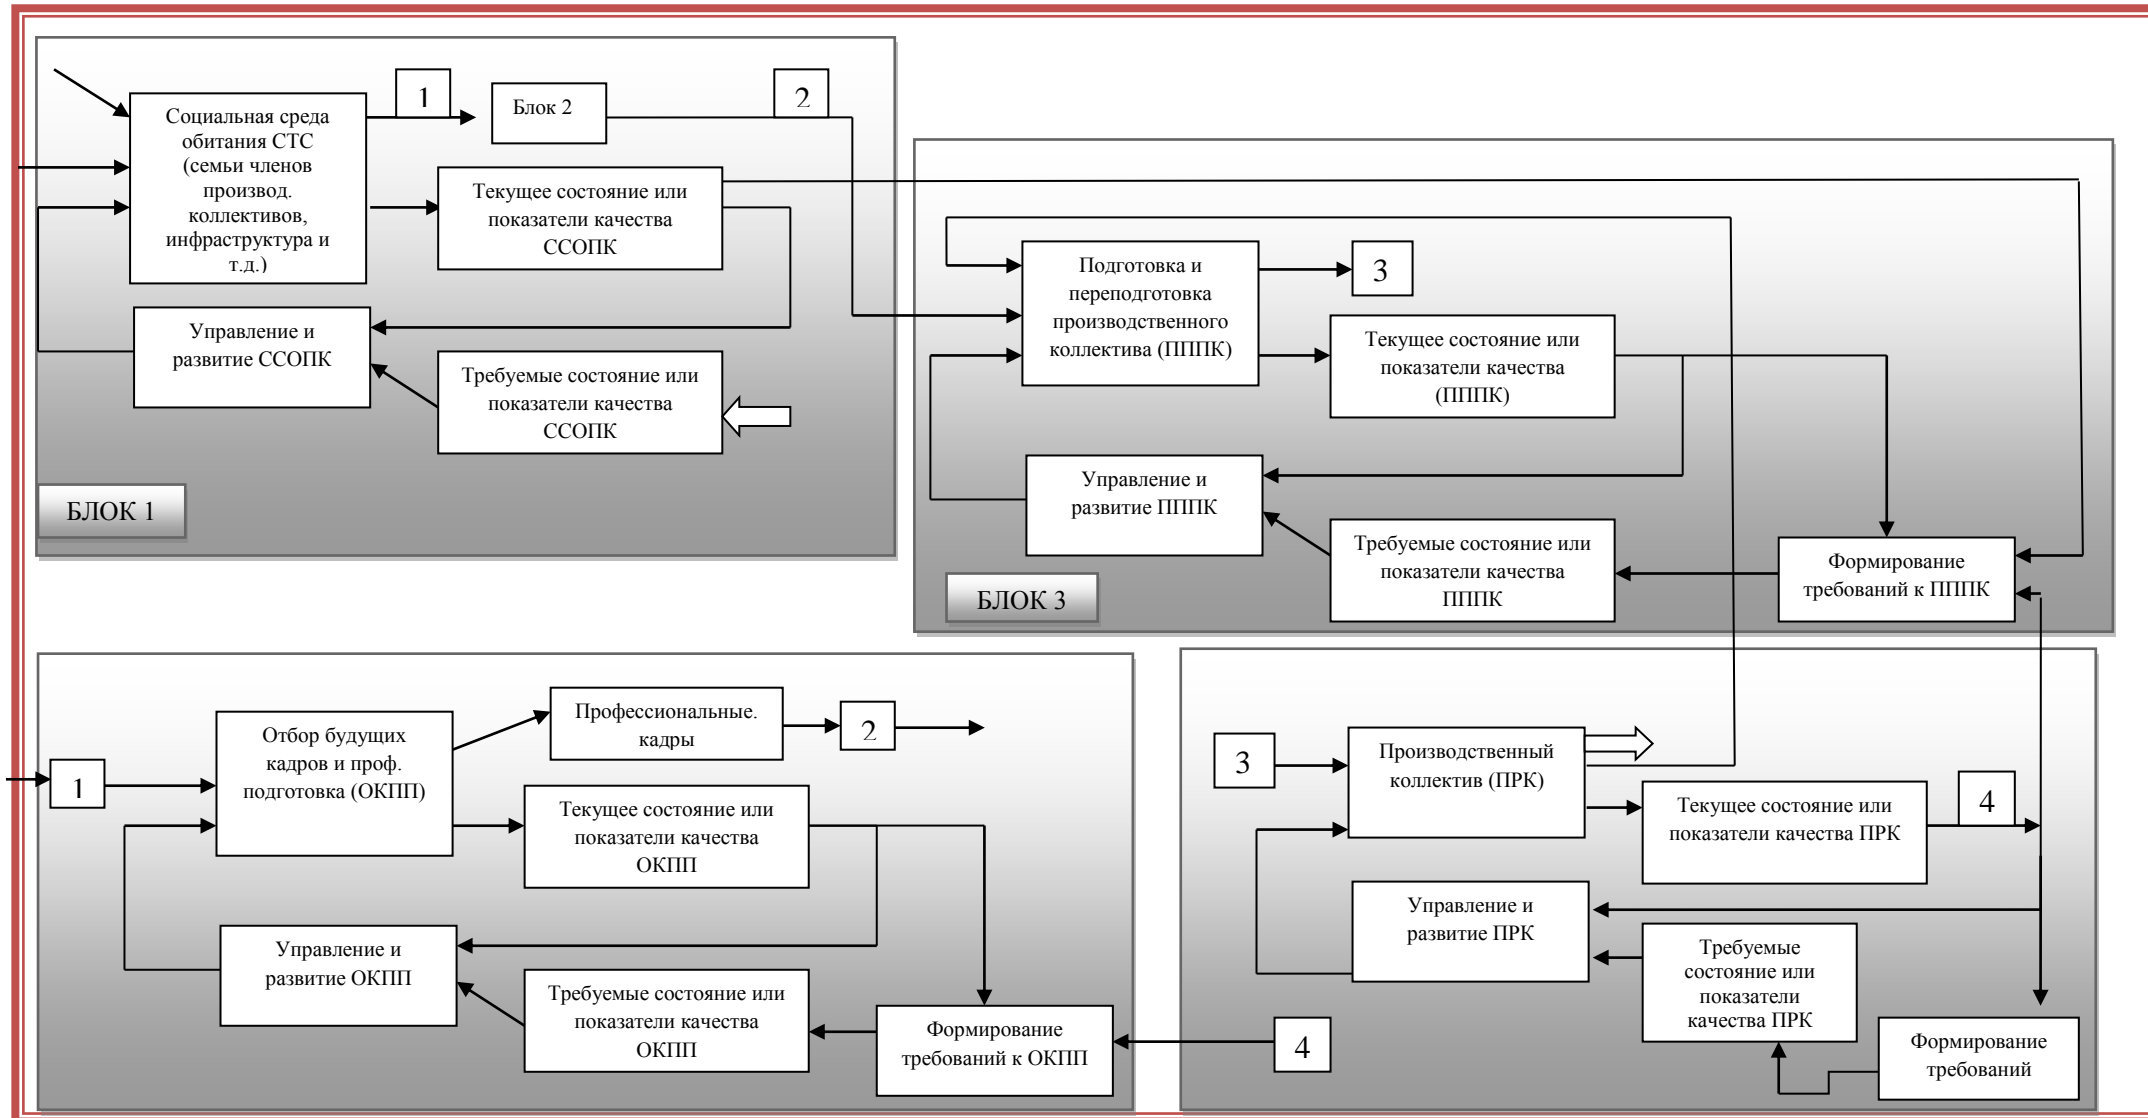 1
2
Блок 2
Социальная среда
обитания СТС
(семьи членов
производ.
коллективов,
инфраструктура и
т.д.)
Текущее состояние или
показатели качества
ССОПК
Управление и
развитие ССОПК
Требуемые состояние или
показатели качества
ССОПК
БЛОК 1
Подготовка и
переподготовка
производственного
коллектива (ПППК)
3
Текущее состояние или
показатели качества
(ПППК)
Управление и
развитие ПППК
Требуемые состояние или
показатели качества
ПППК
Формирование
требований к ПППК
БЛОК 3
1
Отбор будущих
кадров и проф.
подготовка (ОКПП)
Профессиональные.
кадры
2
Текущее состояние или
показатели качества
ОКПП
Управление и
развитие ОКПП
Требуемые состояние или
показатели качества
ОКПП
Формирование
требований к ОКПП
3
Производственный
коллектив (ПРК)
Текущее состояние или
показатели качества ПРК
4
Управление и
развитие ПРК
Требуемые
состояние или
показатели
качества ПРК
4
Формирование
требований